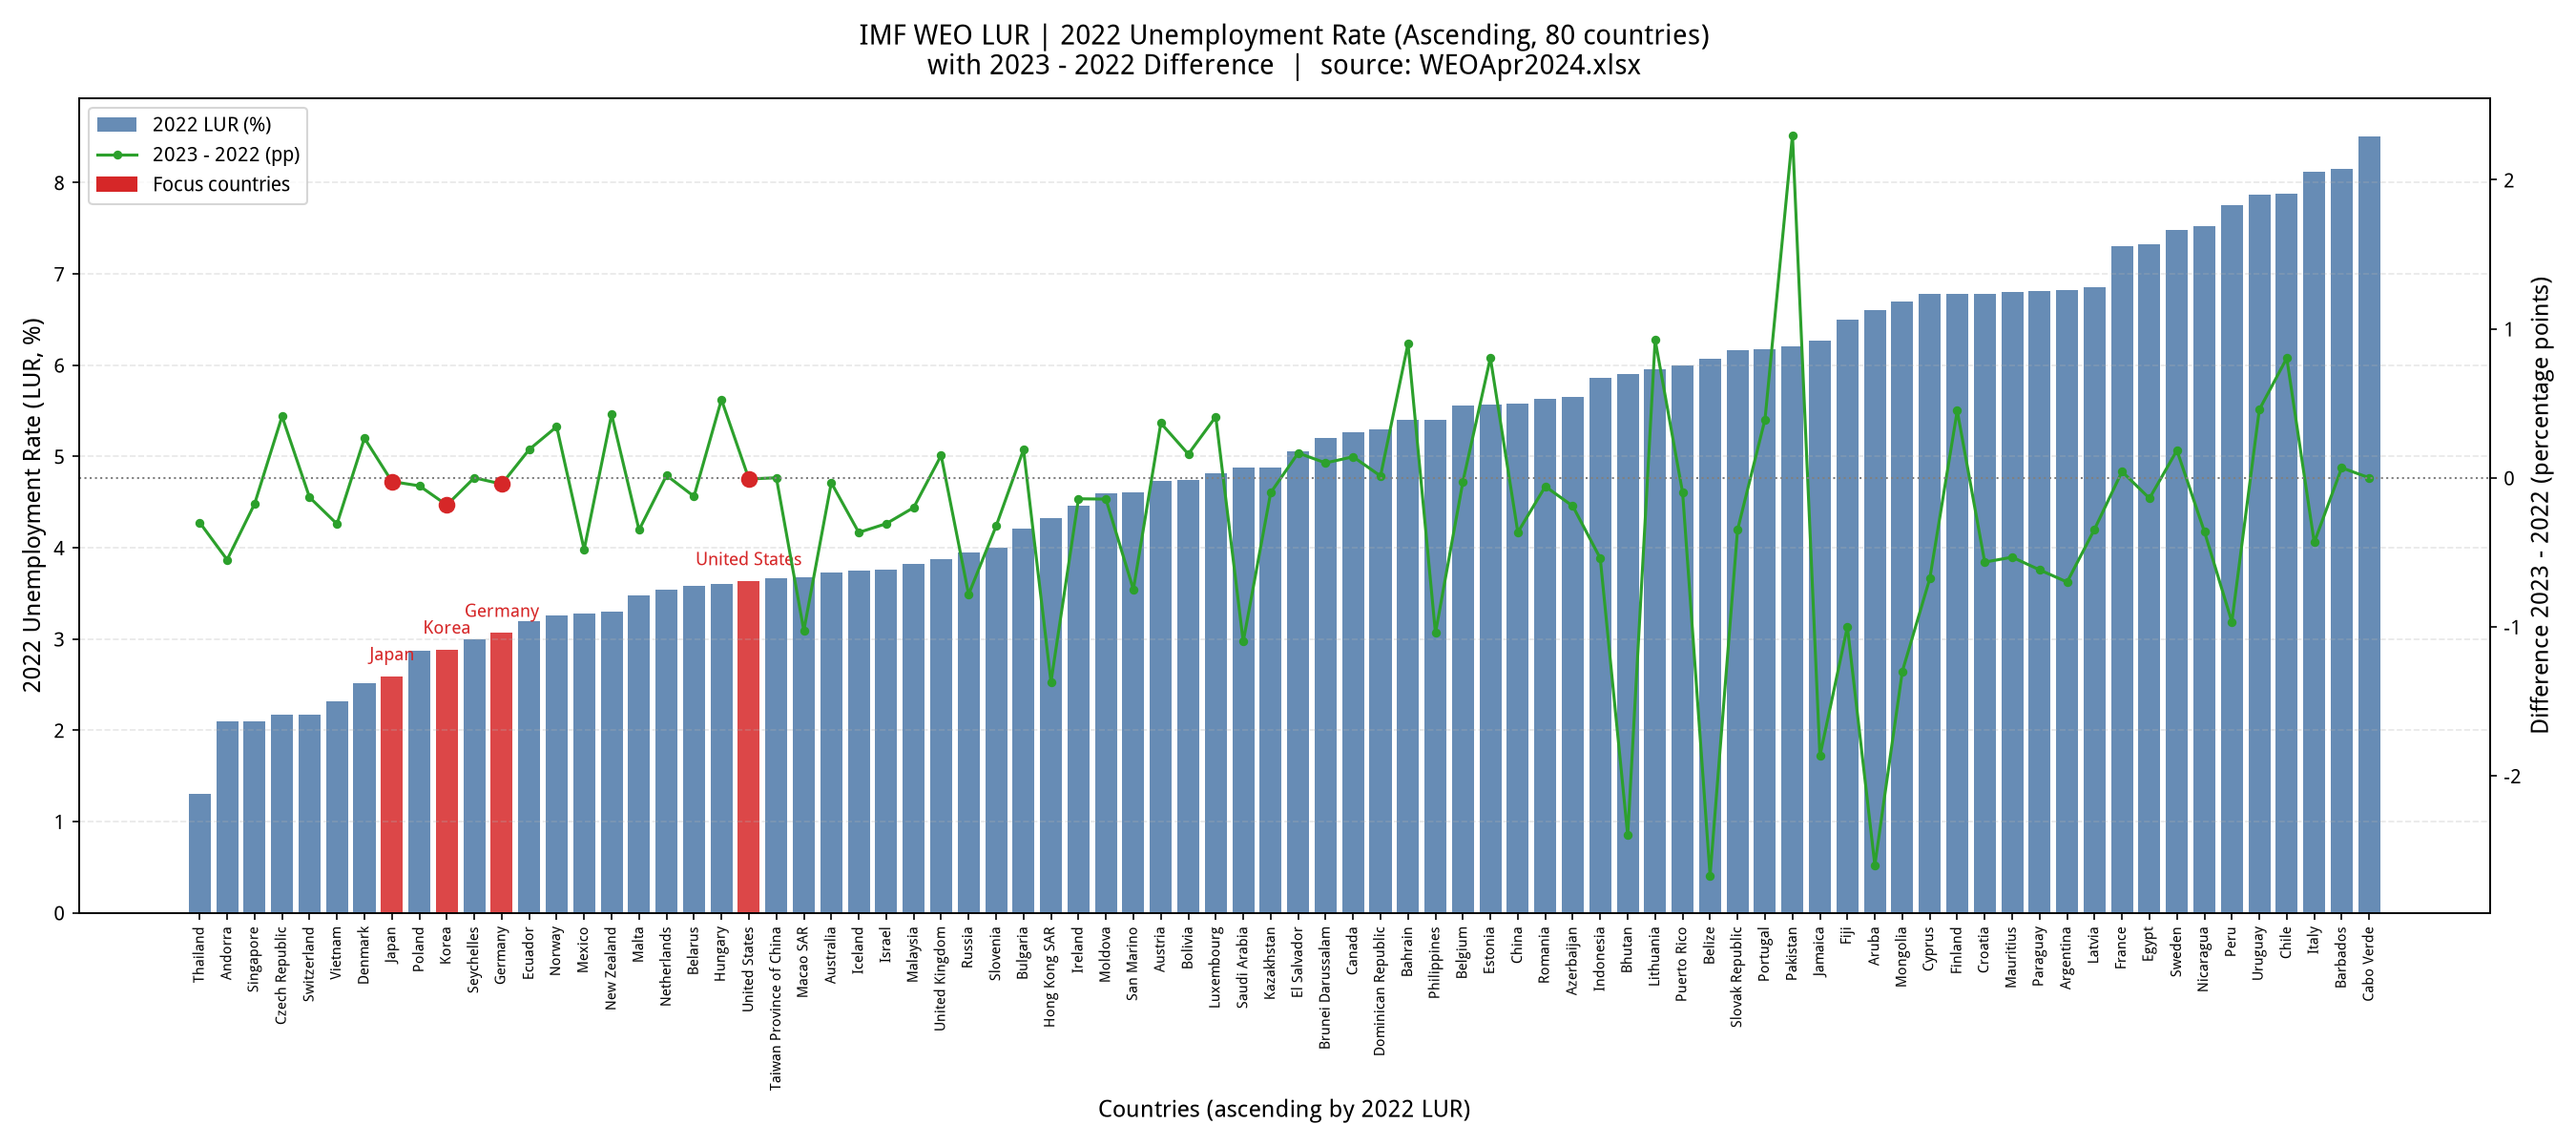 IMF WEO LUR | 2022 Unemployment Rate (Ascending, 80 countries)
with 2023 - 2022 Difference | source: WEOApr2024.xlsx
2022 LUR (%)
2023 - 2022 (pp)
Focus countries
2022 Unemployment Rate (LUR, %)
8
7
6
5
4
3
2
1
0
Japan
Korea
Germany
United States
2
1
0
-1
-2
Difference 2023 - 2022 (percentage points)
Thailand
Andorra
Singapore
Czech Republic
Switzerland
Vietnam
Denmark
Japan
Poland
Korea
Seychelles
Germany
Ecuador
Norway
Mexico
New Zealand
Malta
Netherlands
Belarus
Hungary
United States
Taiwan Province of China
Macao SAR
Australia
Iceland
Israel
Malaysia
United Kingdom
Russia
Slovenia
Bulgaria
Hong Kong SAR
Ireland
Moldova
San Marino
Austria
Bolivia
Luxembourg
Saudi Arabia
Kazakhstan
El Salvador
Brunei Darussalam
Canada
Dominican Republic
Bahrain
Philippines
Belgium
Estonia
China
Romania
Azerbaijan
Indonesia
Bhutan
Lithuania
Puerto Rico
Belize
Slovak Republic
Portugal
Pakistan
Jamaica
Fiji
Aruba
Mongolia
Cyprus
Finland
Croatia
Mauritius
Paraguay
Argentina
Latvia
France
Egypt
Sweden
Nicaragua
Peru
Uruguay
Chile
Italy
Barbados
Cabo Verde
Countries (ascending by 2022 LUR)